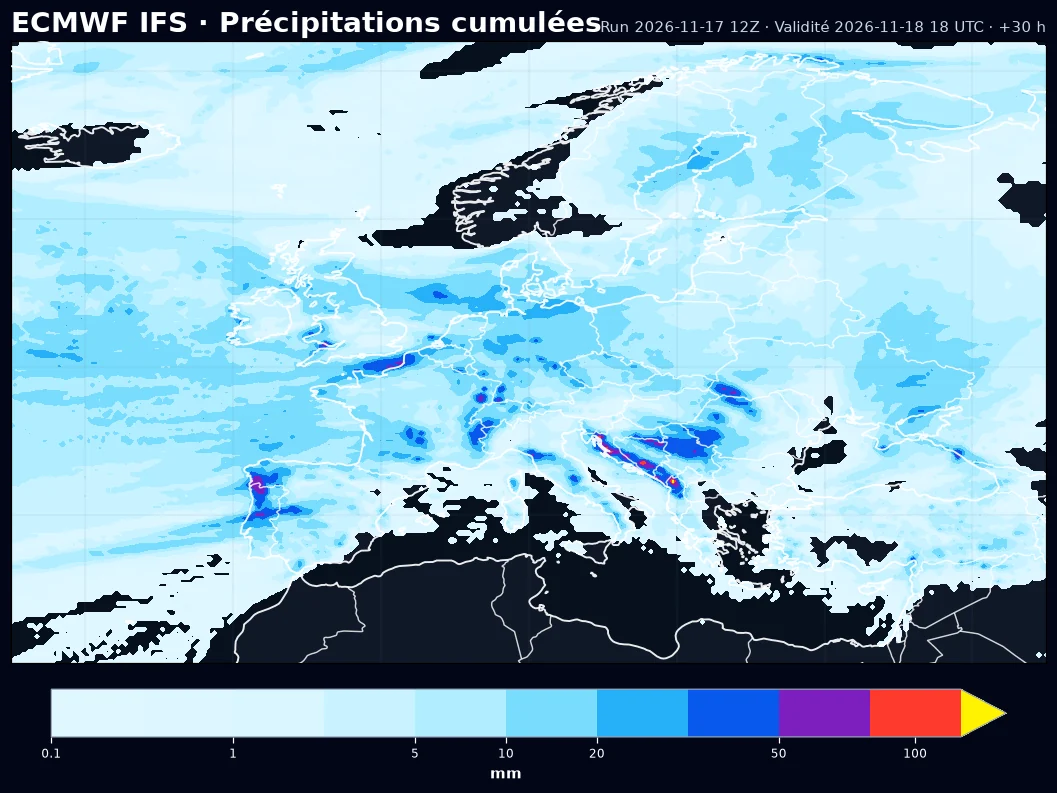 ECMWF IFS · Précipitations cumulées
Run 2026-11-17 12Z · Validité 2026-11-18 18 UTC · +30 h
0.1 1 5 10 20 50 100
mm